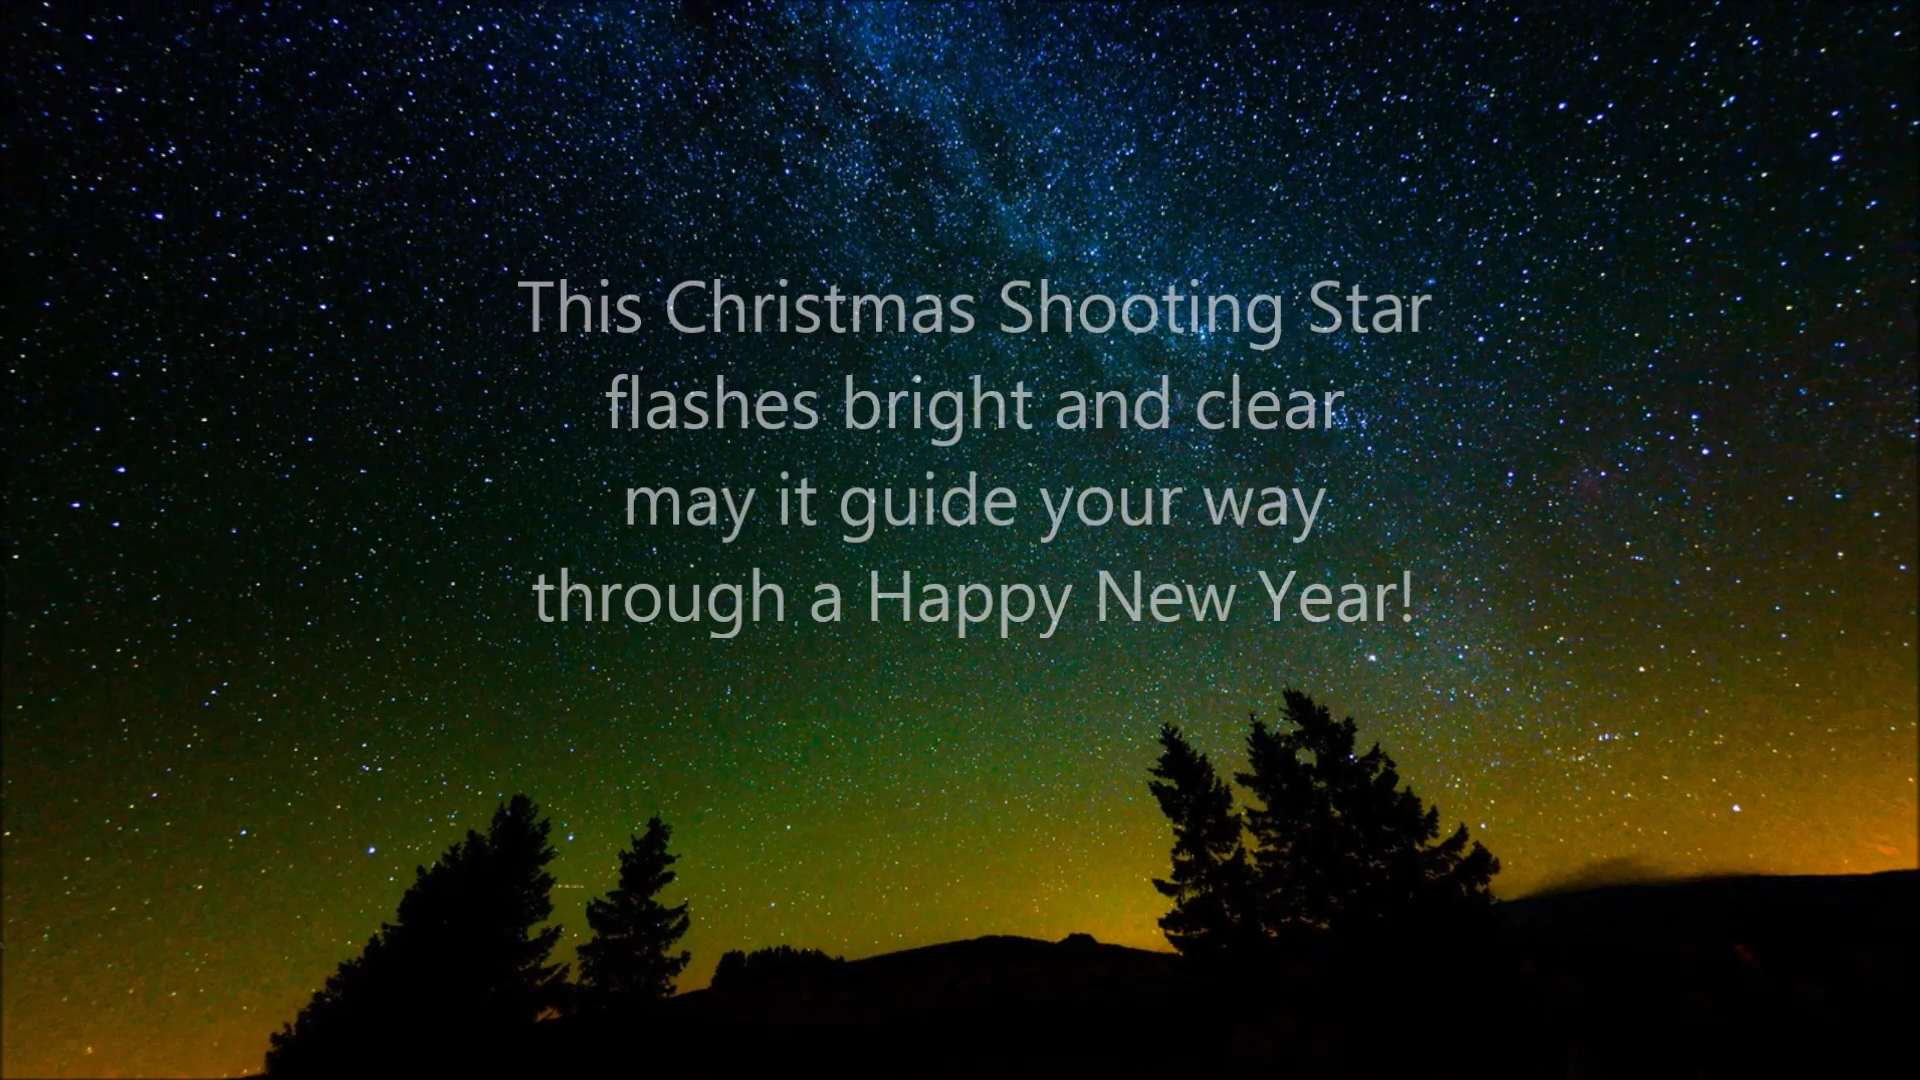 This Christmas Shooting Star
flashes bright and clear
may it guide your way
through a Happy New Year!